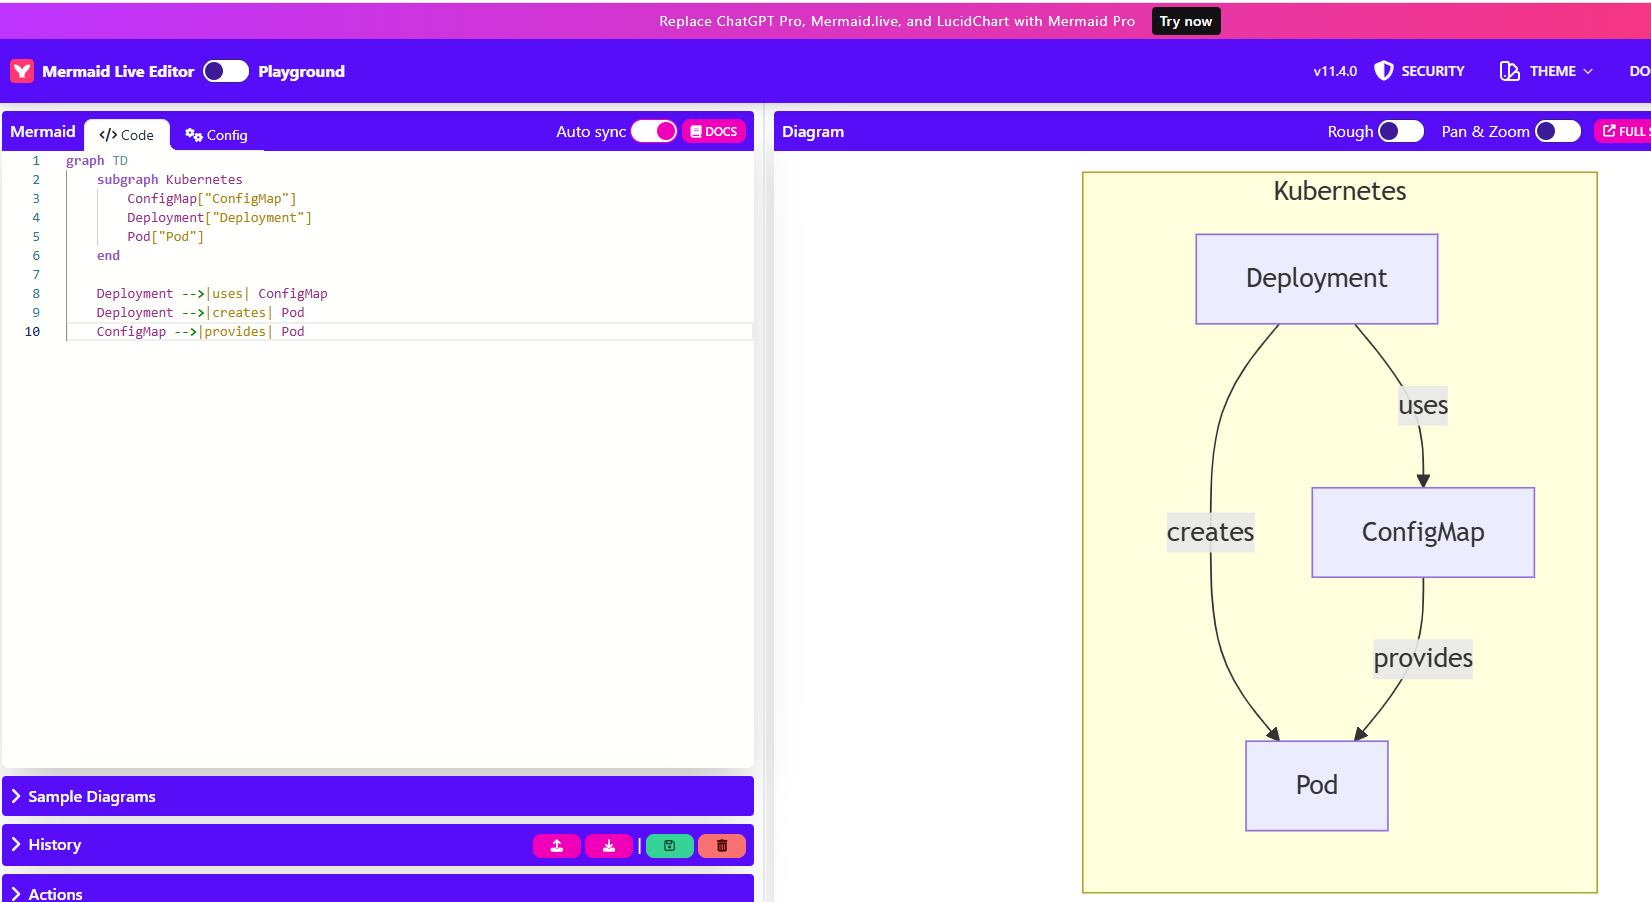 Replace ChatGPT Pro, Mermaid.live, and LucidChart with Mermaid Pro Try now
Mermaid Live Editor Playground
v11.4.0 SECURITY THEME DO
Mermaid Code Config Auto sync DOCS
1 graph TD
2 subgraph Kubernetes
3 ConfigMap["ConfigMap"]
4 Deployment["Deployment"]
5 Pod["Pod"]
6 end
7
8 Deployment -->|uses| ConfigMap
9 Deployment -->|creates| Pod
10 ConfigMap -->|provides| Pod
Sample Diagrams
History
Actions
Diagram Rough Pan & Zoom FULL
Kubernetes
Deployment
uses
creates
ConfigMap
provides
Pod